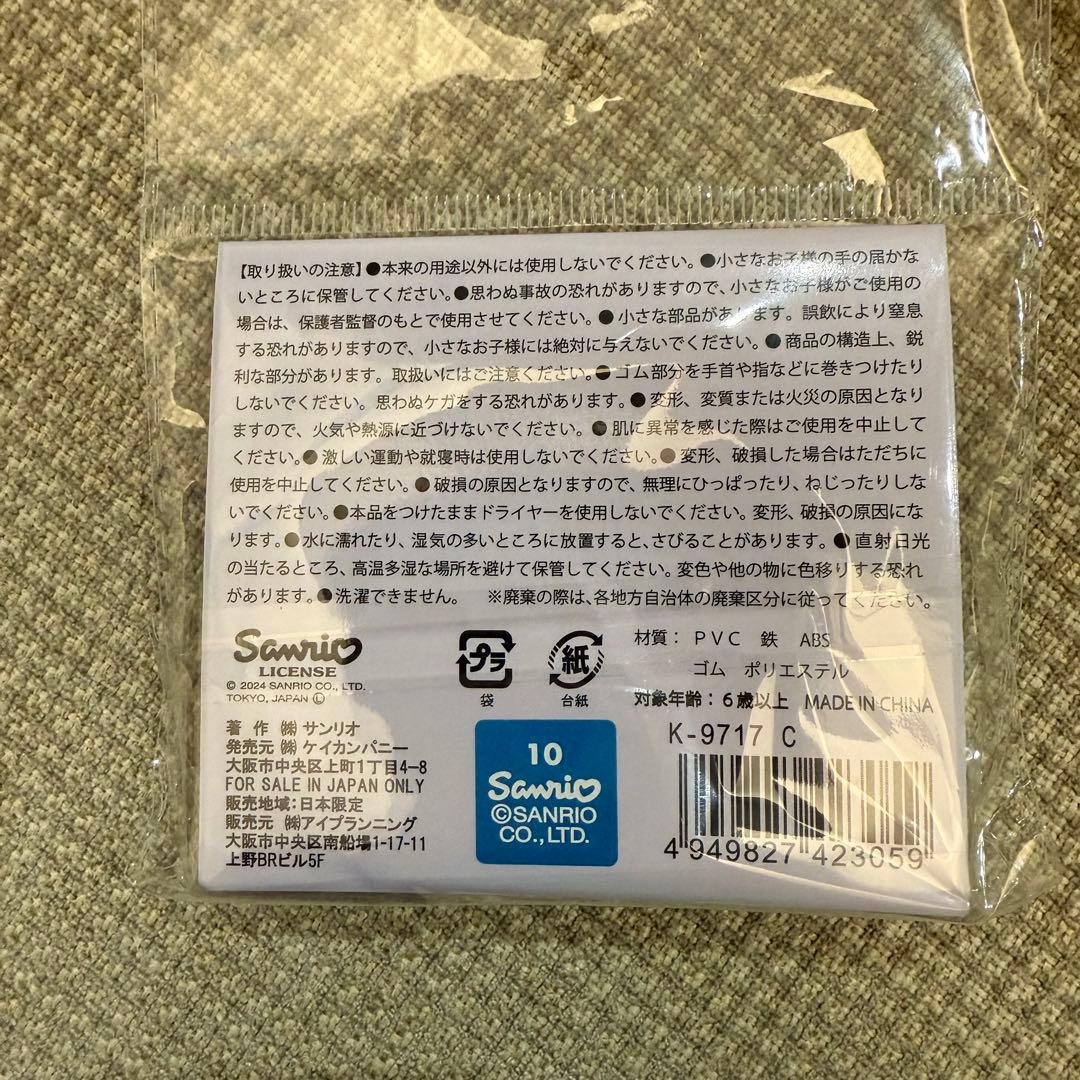 【取り扱いの注意】●本来の用途以外には使用しないでください。●小さなお子様の手の届かな
いところに保管してください。●思わぬ事故の恐れがありますので、小さなお子様がご使用の
場合は、保護者監督のもとで使用させてください。●小さな部品があります。誤飲により窒息
する恐れがありますので、小さなお子様には絶対に与えないでください。●商品の構造上、鋭
利な部分があります。取扱いにはご注意ください。●ゴム部分を手首や指などに巻きつけたり
しないでください。思わぬケガをする恐れがあります。●変形、変質または火災の原因となり
ますので、火気や熱源に近づけないでください。●肌に異常を感じた際はご使用を中止して
ください。●激しい運動や就寝時は使用しないでください。●変形、破損した場合はただちに
使用を中止してください。●破損の原因となりますので、無理にひっぱったり、ねじったりしな
いでください。●本品をつけたままドライヤーを使用しないでください。変形、破損の原因にな
ります。●水に濡れたり、湿気の多いところに放置すると、さびることがあります。●直射日光
の当たるところ、高温多湿な場所を避けて保管してください。変色や他の物に色移りする恐れ
があります。●洗濯できません。 ※廃棄の際は、各地方自治体の廃棄区分に従ってください。
Sanrio
LICENSE
© 2024 SANRIO CO., LTD.
TOKYO, JAPAN Ⓛ
プラ
袋
紙
台紙
材質： PVC 鉄 ABS
ゴム ポリエステル
対象年齢：6歳以上 MADE IN CHINA
著 作 ㈱サンリオ
発売元 ㈱ケイカンパニー
大阪市中央区上町1丁目4-8
FOR SALE IN JAPAN ONLY
販売地域：日本限定
販売元 ㈱アイプランニング
大阪市中央区南船場1-17-11
上野BRビル5F
10
Sanrio
©SANRIO
CO.,LTD.
K-9717 C
4 949827 423059